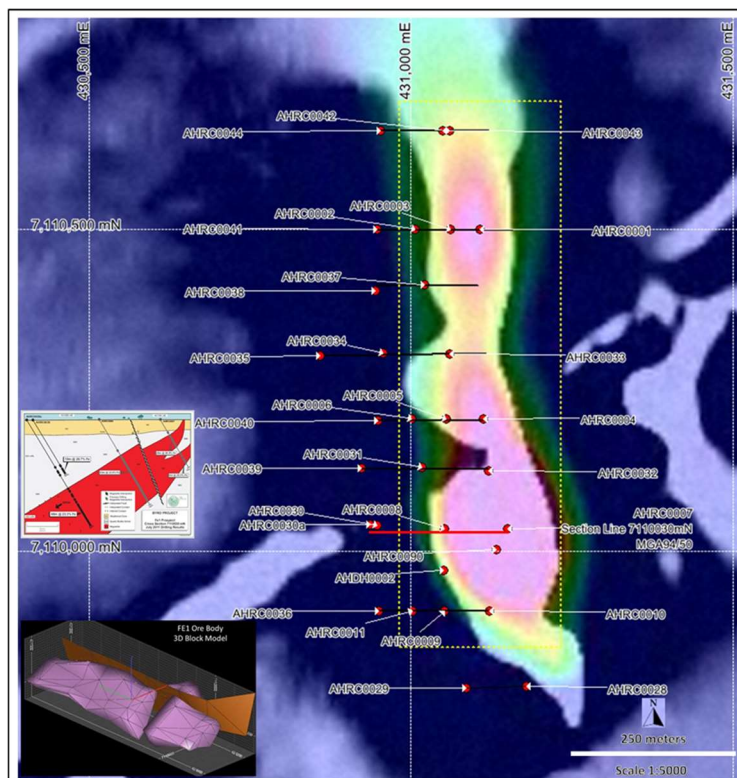 430,500 mE
431,000 mE
431,500 mE
AHRC0042
AHRC0044
AHRC0043
AHRC0003
AHRC0002
7,110,500 mN
AHRC0041
AHRC0001
AHRC0037
AHRC0038
AHRC0034
AHRC0035
AHRC0033
AHRC0005
AHRC0006
AHRC0040
AHRC0004
AHRC0031
AHRC0039
AHRC0032
AHRC0030
AHRC0008
AHRC0007
AHRC0030a
Section Line 7110030mN
7,110,000 mN
AHRC0090
MGA94/50
AHDH0002
AHRC0036
AHRC0010
AHRC0011
AHRC0009
FE1 Ore Body
3D Block Model
AHRC0029
AHRC0028
N
250 meters
Scale 1:5000